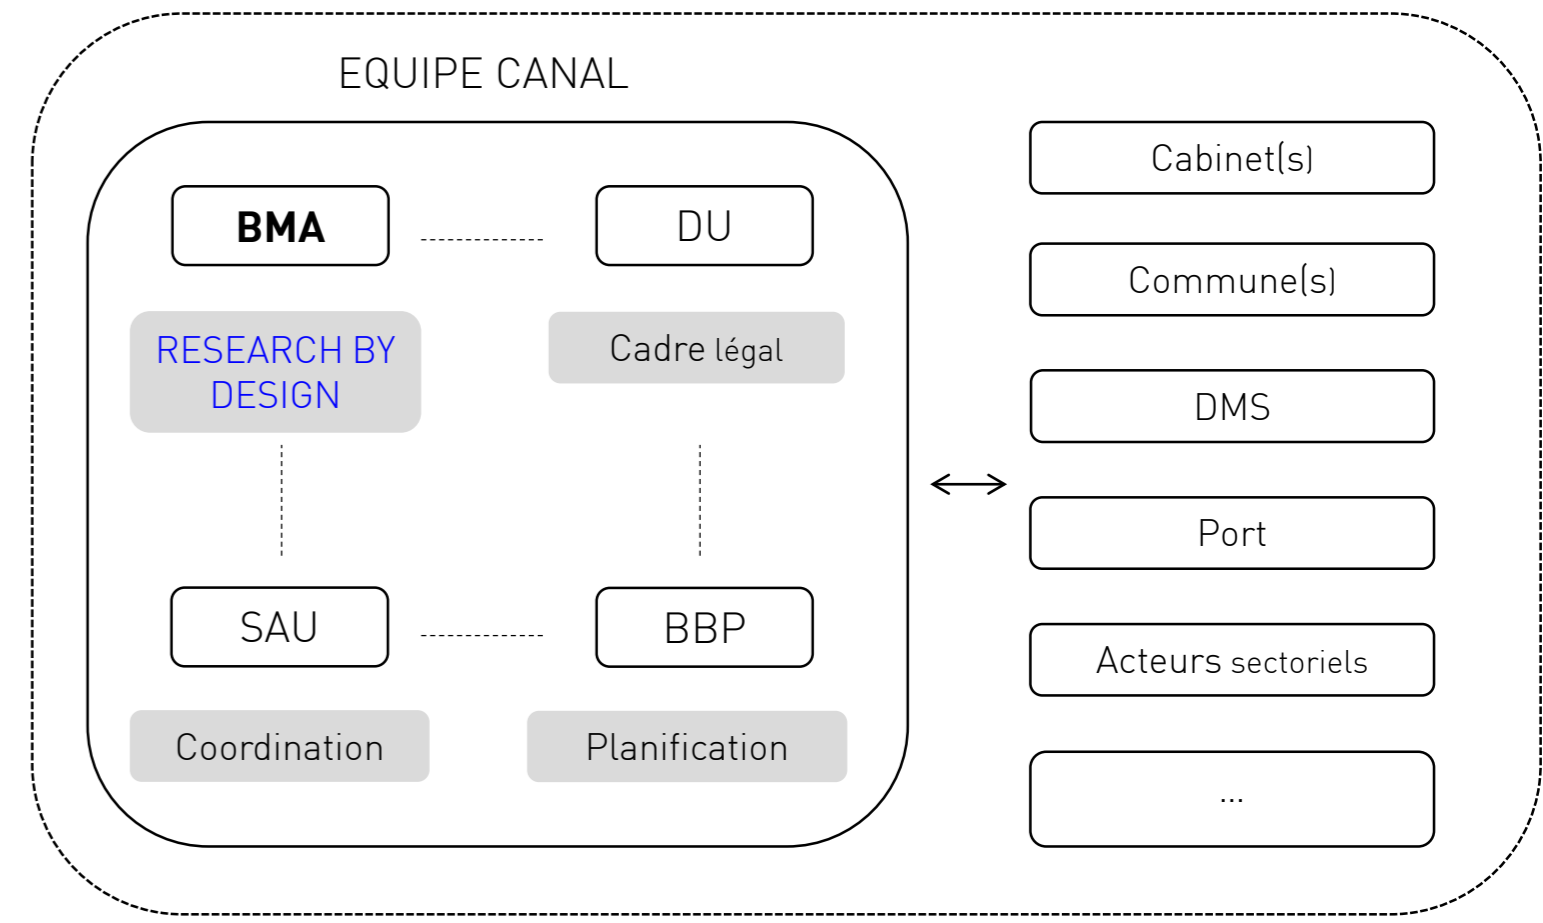 EQUIPE CANAL
BMA
DU
RESEARCH BY
DESIGN
Cadre légal
SAU
BBP
Coordination
Planification
Cabinet(s)
Commune(s)
DMS
Port
Acteurs sectoriels
...